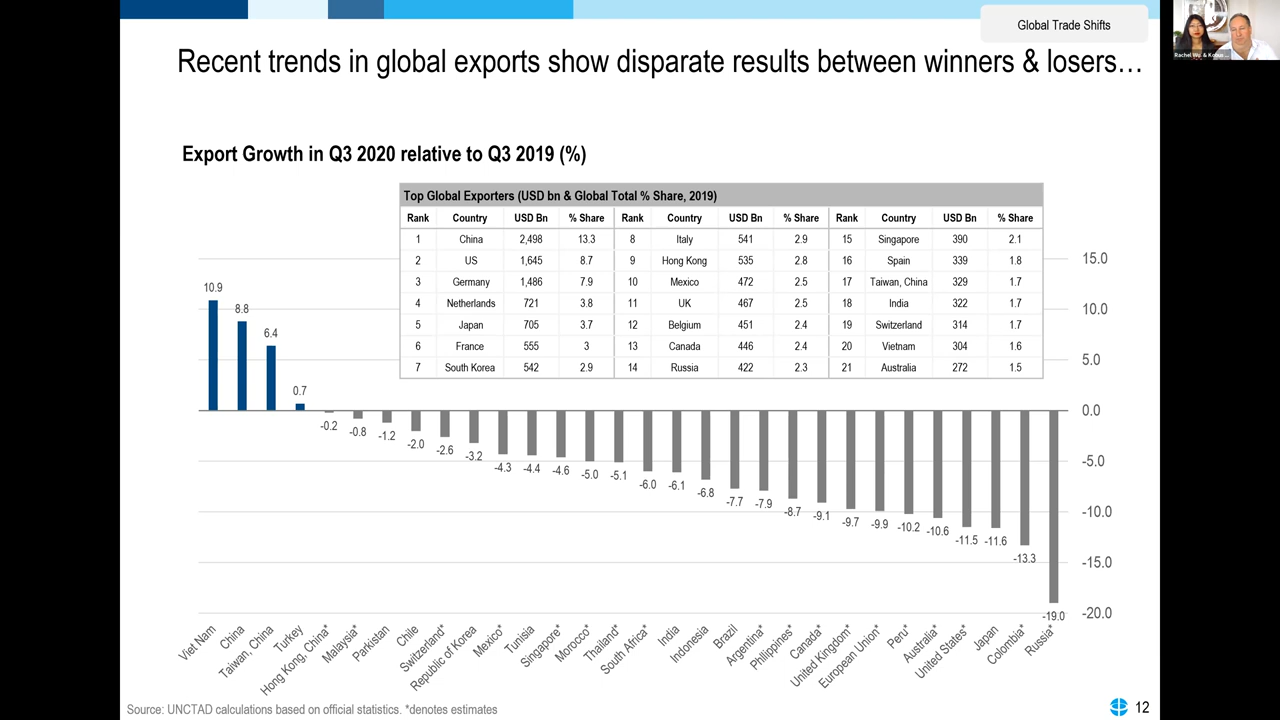 Global Trade Shifts
Recent trends in global exports show disparate results between winners & losers…
Export Growth in Q3 2020 relative to Q3 2019 (%)
Top Global Exporters (USD bn & Global Total % Share, 2019)
Rank Country USD Bn % Share Rank Country USD Bn % Share Rank Country USD Bn % Share
1 China 2,498 13.3 8 Italy 541 2.9 15 Singapore 390 2.1
2 US 1,645 8.7 9 Hong Kong 535 2.8 16 Spain 339 1.8
3 Germany 1,486 7.9 10 Mexico 472 2.5 17 Taiwan, China 329 1.7
4 Netherlands 721 3.8 11 UK 467 2.5 18 India 322 1.7
5 Japan 705 3.7 12 Belgium 451 2.4 19 Switzerland 314 1.7
6 France 555 3 13 Canada 446 2.4 20 Vietnam 304 1.6
7 South Korea 542 2.9 14 Russia 422 2.3 21 Australia 272 1.5
15.0
10.0
5.0
0.0
-5.0
-10.0
-15.0
-20.0
10.9
8.8
6.4
0.7
-0.2
-0.8
-1.2
-2.0
-2.6
-3.2
-4.3
-4.4
-4.6
-5.0
-5.1
-6.0
-6.1
-6.8
-7.7
-7.9
-8.7
-9.1
-9.7
-9.9
-10.2
-10.6
-11.5
-11.6
-13.3
-19.0
Viet Nam
China
Taiwan, China
Turkey
Hong Kong, China*
Malaysia*
Parkistan
Chile
Switzerland*
Republic of Korea
Mexico*
Tunisia
Singapore*
Morocco*
Thailand*
South Africa*
India
Indonesia
Brazil
Argentina*
Phlippines*
Canada*
United Kingdom*
European Union*
Peru*
Australia*
United States*
Japan
Colombia*
Russia*
Source: UNCTAD calculations based on official statistics. *denotes estimates
12
Rachel Wu &